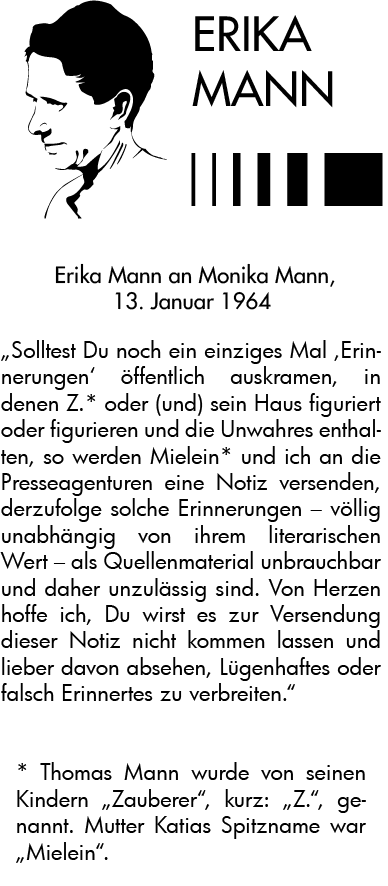 ERIKA
MANN
Erika Mann an Monika Mann,
13. Januar 1964
„Solltest Du noch ein einziges Mal ‚Erin-
nerungen‘ öffentlich auskramen, in
denen Z.* oder (und) sein Haus figuriert
oder figurieren und die Unwahres enthal-
ten, so werden Mielein* und ich an die
Presseagenturen eine Notiz versenden,
derzufolge solche Erinnerungen – völlig
unabhängig von ihrem literarischen
Wert – als Quellenmaterial unbrauchbar
und daher unzulässig sind. Von Herzen
hoffe ich, Du wirst es zur Versendung
dieser Notiz nicht kommen lassen und
lieber davon absehen, Lügenhaftes oder
falsch Erinnertes zu verbreiten.“
* Thomas Mann wurde von seinen
Kindern „Zauberer“, kurz: „Z.“, ge-
nannt. Mutter Katias Spitzname war
„Mielein“.